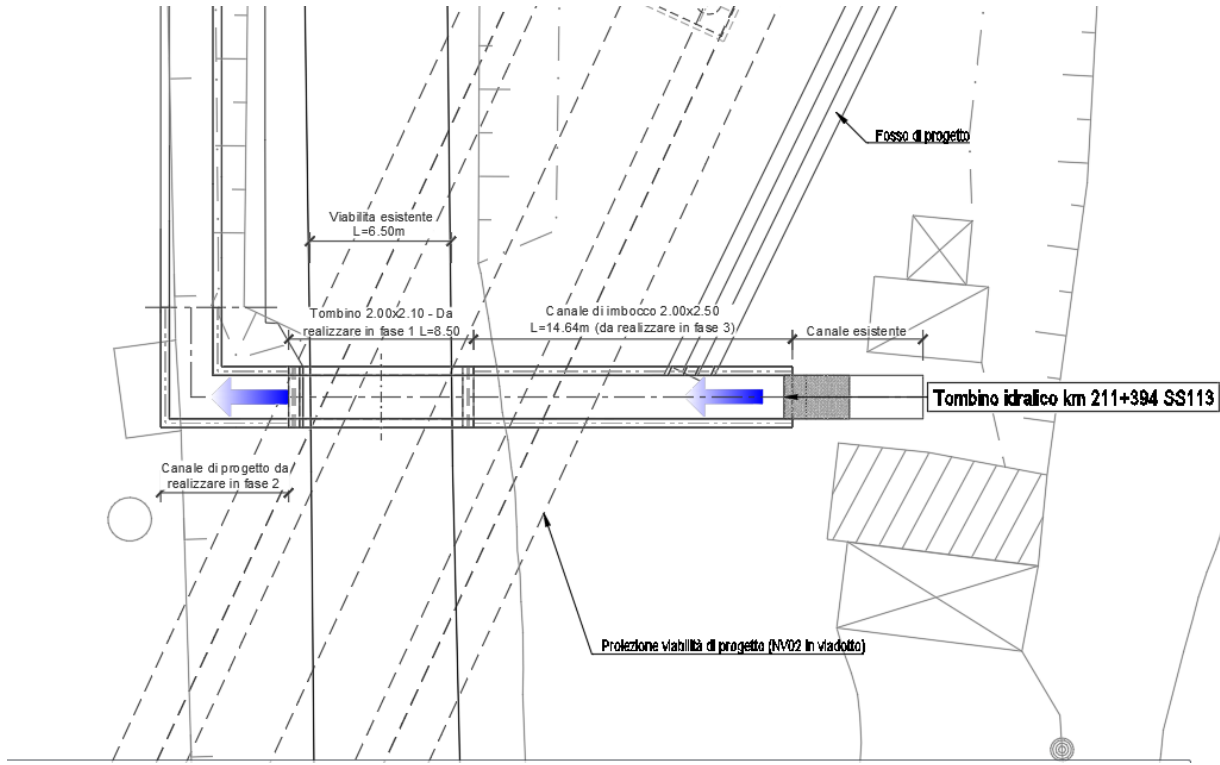 Fosso di progetto
Viabilita esistente
L=6.50m
Tombino 2.00x2.10 - Da
realizzare in fase 1 L=8.50
Canale di imbocco 2.00x2.50
L=14.64m (da realizzare in fase 3)
Canale esistente
Tombino idralico km 211+394 SS113
Canale di progetto da
realizzare in fase 2
Proiezione viabilità di progetto (NV02 in viadotto)